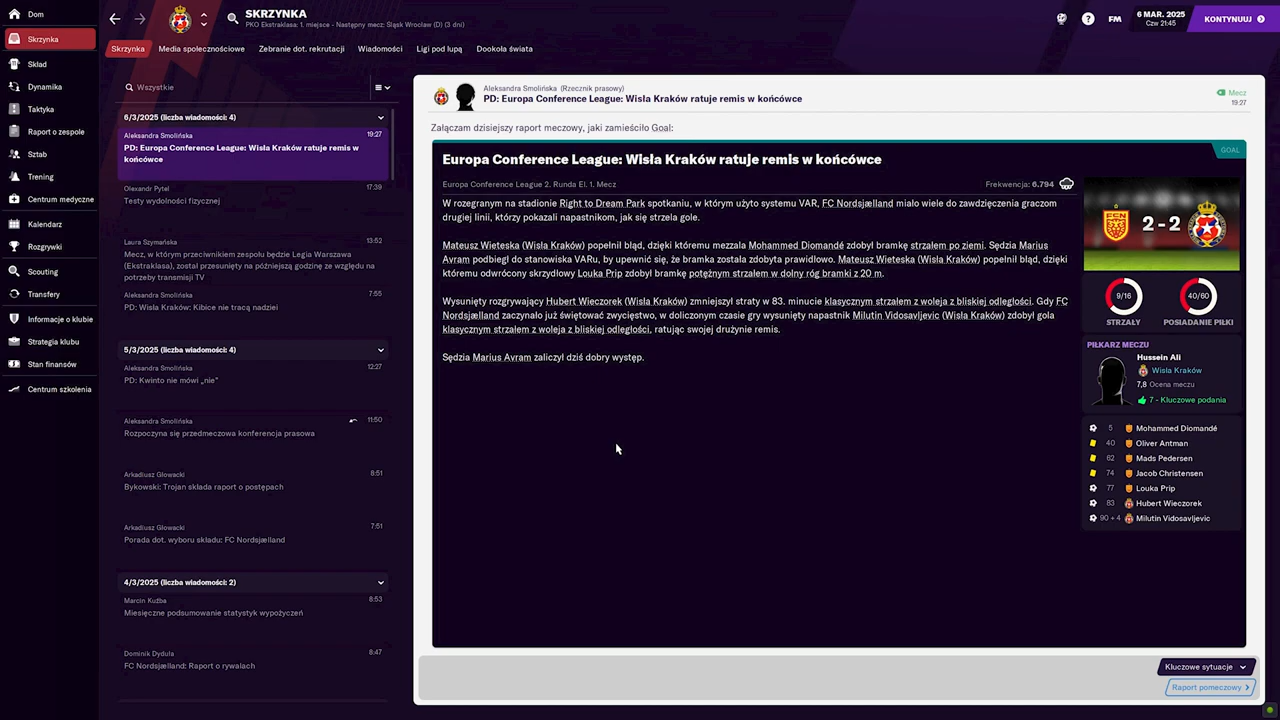 Dom
Skrzynka
Skład
Dynamika
Taktyka
Raport o zespole
Sztab
Trening
Centrum medyczne
Kalendarz
Rozgrywki
Scouting
Transfery
Informacje o klubie
Strategia klubu
Stan finansów
Centrum szkolenia
SKRZYNKA
PKO Ekstraklasa: 1. miejsce - Następny mecz: Śląsk Wrocław (D) (3 dni)
FM
6 MAR. 2025
Czw 21:45
KONTYNUUJ
Skrzynka
Media społecznościowe
Zebranie dot. rekrutacji
Wiadomości
Ligi pod lupą
Dookoła świata
Wszystkie
6/3/2025 (liczba wiadomości: 4)
Aleksandra Smolińska 19:27
PD: Europa Conference League: Wisła Kraków ratuje remis w
końcówce
Olexandr Pytel 17:39
Testy wydolności fizycznej
Laura Szymańska 13:52
Mecz, w którym przeciwnikiem zespołu będzie Legia Warszawa
(Ekstraklasa), został przesunięty na późniejszą godzinę ze względu na
potrzeby transmisji TV
Aleksandra Smolińska 7:55
PD: Wisła Kraków: Kibice nie tracą nadziei
5/3/2025 (liczba wiadomości: 4)
Aleksandra Smolińska 12:27
PD: Kwinto nie mówi „nie"
Aleksandra Smolińska 11:50
Rozpoczyna się przedmeczowa konferencja prasowa
Arkadiusz Głowacki 8:51
Bykowski: Trojan składa raport o postępach
Arkadiusz Głowacki 7:51
Porada dot. wyboru składu: FC Nordsjælland
4/3/2025 (liczba wiadomości: 2)
Marcin Kuźba 8:53
Miesięczne podsumowanie statystyk wypożyczeń
Dominik Dyduła 8:47
FC Nordsjælland: Raport o rywalach
Aleksandra Smolińska (Rzecznik prasowy)
PD: Europa Conference League: Wisła Kraków ratuje remis w końcówce
Mecz
19:27
Załączam dzisiejszy raport meczowy, jaki zamieściło Goal:
Europa Conference League: Wisła Kraków ratuje remis w końcówce
GOAL
Europa Conference League 2. Runda El. 1. Mecz
Frekwencja: 6.794
W rozegranym na stadionie Right to Dream Park spotkaniu, w którym użyto systemu VAR, FC Nordsjælland miało wiele do zawdzięczenia graczom
drugiej linii, którzy pokazali napastnikom, jak się strzela gole.
Mateusz Wieteska (Wisła Kraków) popełnił błąd, dzięki któremu mezzala Mohammed Diomandé zdobył bramkę strzałem po ziemi. Sędzia Marius
Avram podbiegł do stanowiska VARu, by upewnić się, że bramka została zdobyta prawidłowo. Mateusz Wieteska (Wisła Kraków) popełnił błąd, dzięki
któremu odwrócony skrzydłowy Louka Prip zdobył bramkę potężnym strzałem w dolny róg bramki z 20 m.
Wysunięty rozgrywający Hubert Wieczorek (Wisła Kraków) zmniejszył straty w 83. minucie klasycznym strzałem z woleja z bliskiej odległości. Gdy FC
Nordsjælland zaczynało już świętować zwycięstwo, w doliczonym czasie gry wysunięty napastnik Milutin Vidosavljevic (Wisła Kraków) zdobył gola
klasycznym strzałem z woleja z bliskiej odległości, ratując swojej drużynie remis.
Sędzia Marius Avram zaliczył dziś dobry występ.
2-2
9/16
STRZAŁY
40/60
POSIADANIE PIŁKI
PIŁKARZ MECZU
Hussein Ali
Wisła Kraków
7,8 Ocena meczu
7 - Kluczowe podania
5 Mohammed Diomandé
40 Oliver Antman
62 Mads Pedersen
74 Jacob Christensen
77 Louka Prip
83 Hubert Wieczorek
90 + 4 Milutin Vidosavljevic
Kluczowe sytuacje
Raport pomeczowy